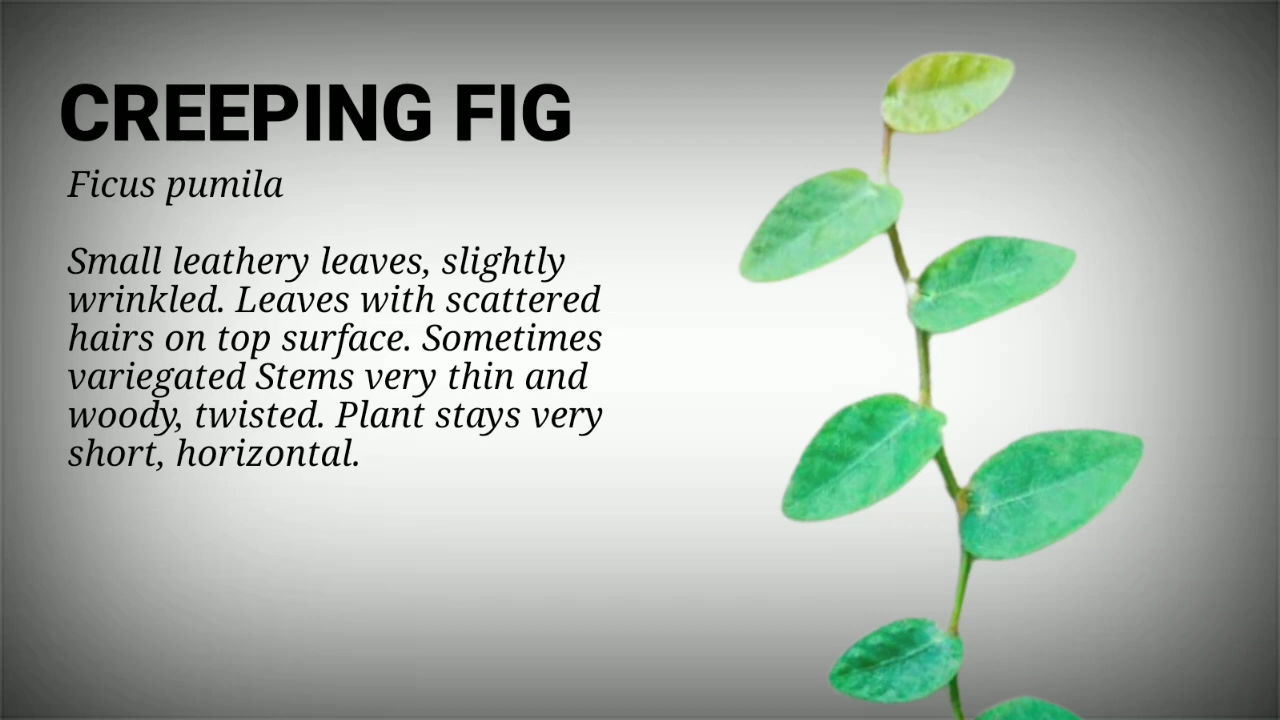 CREEPING FIG
Ficus pumila
Small leathery leaves, slightly
wrinkled. Leaves with scattered
hairs on top surface. Sometimes
variegated Stems very thin and
woody, twisted. Plant stays very
short, horizontal.